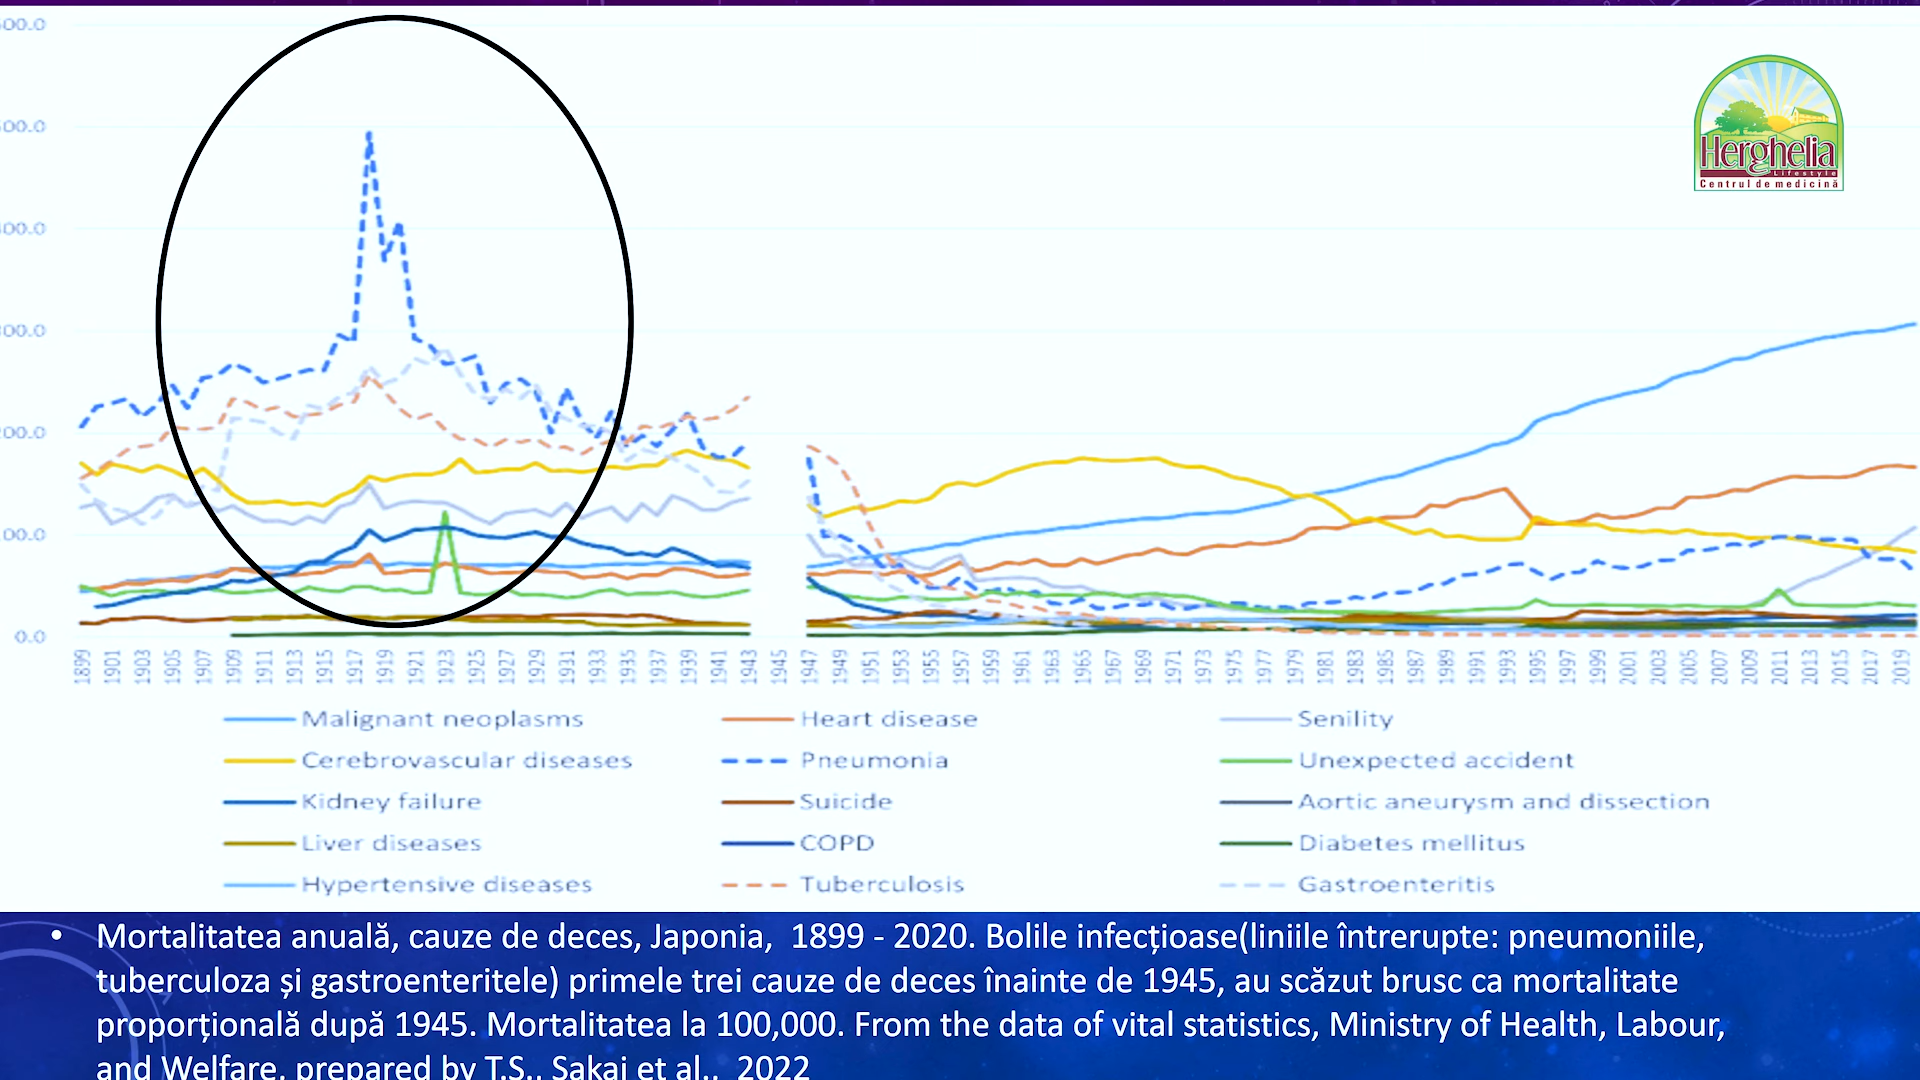 00.0
Herghelia
Lifestyle
Centrul de medicină
00.0
00.0
00.0
00.0
00.0
0.0
1899 1901 1903 1905 1907 1909 1911 1913 1915 1917 1919 1921 1923 1925 1927 1929 1931 1933 1935 1937 1939 1941 1943 1945 1947 1949 1951 1953 1955 1957 1959 1961 1963 1965 1967 1969 1971 1973 1975 1977 1979 1981 1983 1985 1987 1989 1991 1993 1995 1997 1999 2001 2003 2005 2007 2009 2011 2013 2015 2017 2019
Malignant neoplasms Heart disease Senility
Cerebrovascular diseases Pneumonia Unexpected accident
Kidney failure Suicide Aortic aneurysm and dissection
Liver diseases COPD Diabetes mellitus
Hypertensive diseases Tuberculosis Gastroenteritis
• Mortalitatea anuală, cauze de deces, Japonia, 1899 - 2020. Bolile infecțioase(liniile întrerupte: pneumoniile,
tuberculoza și gastroenteritele) primele trei cauze de deces înainte de 1945, au scăzut brusc ca mortalitate
proporțională după 1945. Mortalitatea la 100,000. From the data of vital statistics, Ministry of Health, Labour,
and Welfare, prepared by T.S., Sakai et al., 2022